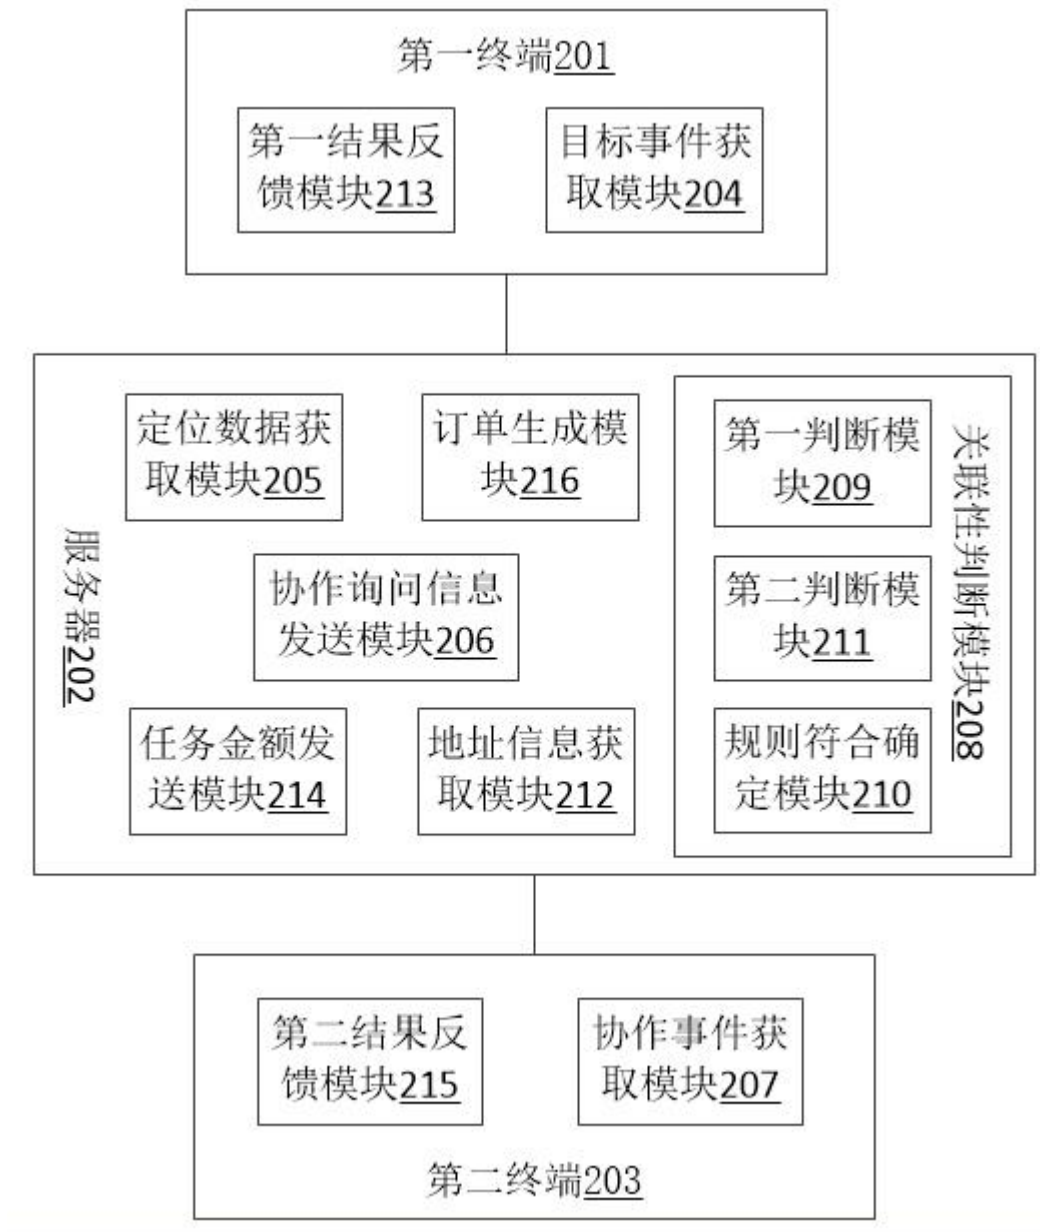 第一终端201
第一结果反
馈模块213
目标事件获
取模块204
服务器202
定位数据获
取模块205
订单生成模
块216
协作询问信息
发送模块206
任务金额发
送模块214
地址信息获
取模块212
关联性判断模块208
第一判断模
块209
第二判断模
块211
规则符合确
定模块210
第二结果反
馈模块215
协作事件获
取模块207
第二终端203